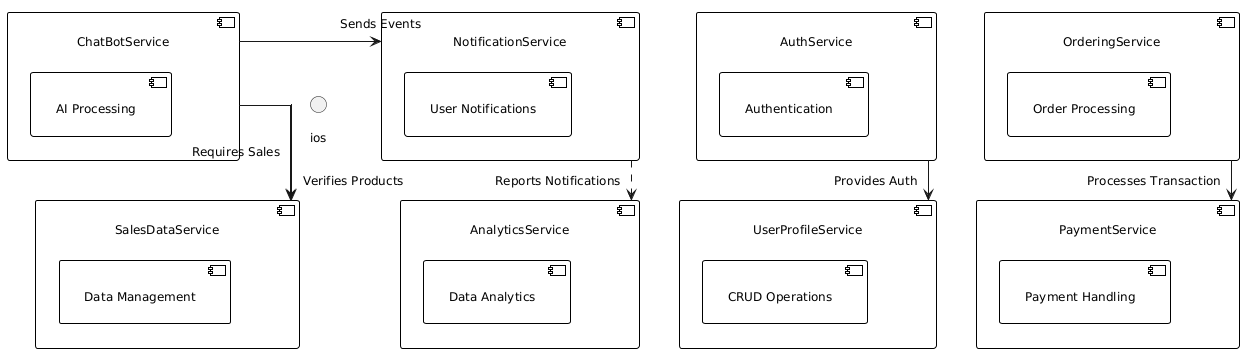 Sends Events
ChatBotService
NotificationService
AuthService
OrderingService
AI Processing
ios
User Notifications
Authentication
Order Processing
Requires Sales
Verifies Products
Reports Notifications
Provides Auth
Processes Transaction
SalesDataService
AnalyticsService
UserProfileService
PaymentService
Data Management
Data Analytics
CRUD Operations
Payment Handling